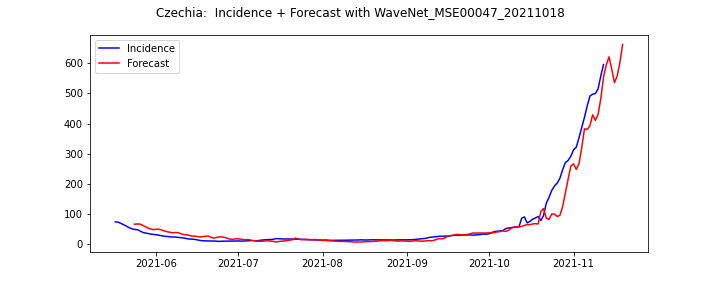 Czechia:  Incidence + Forecast with WaveNet_MSE00047_20211018
Incidence
Forecast
600
500
400
300
200
100
0
2021-06 2021-07 2021-08 2021-09 2021-10 2021-11